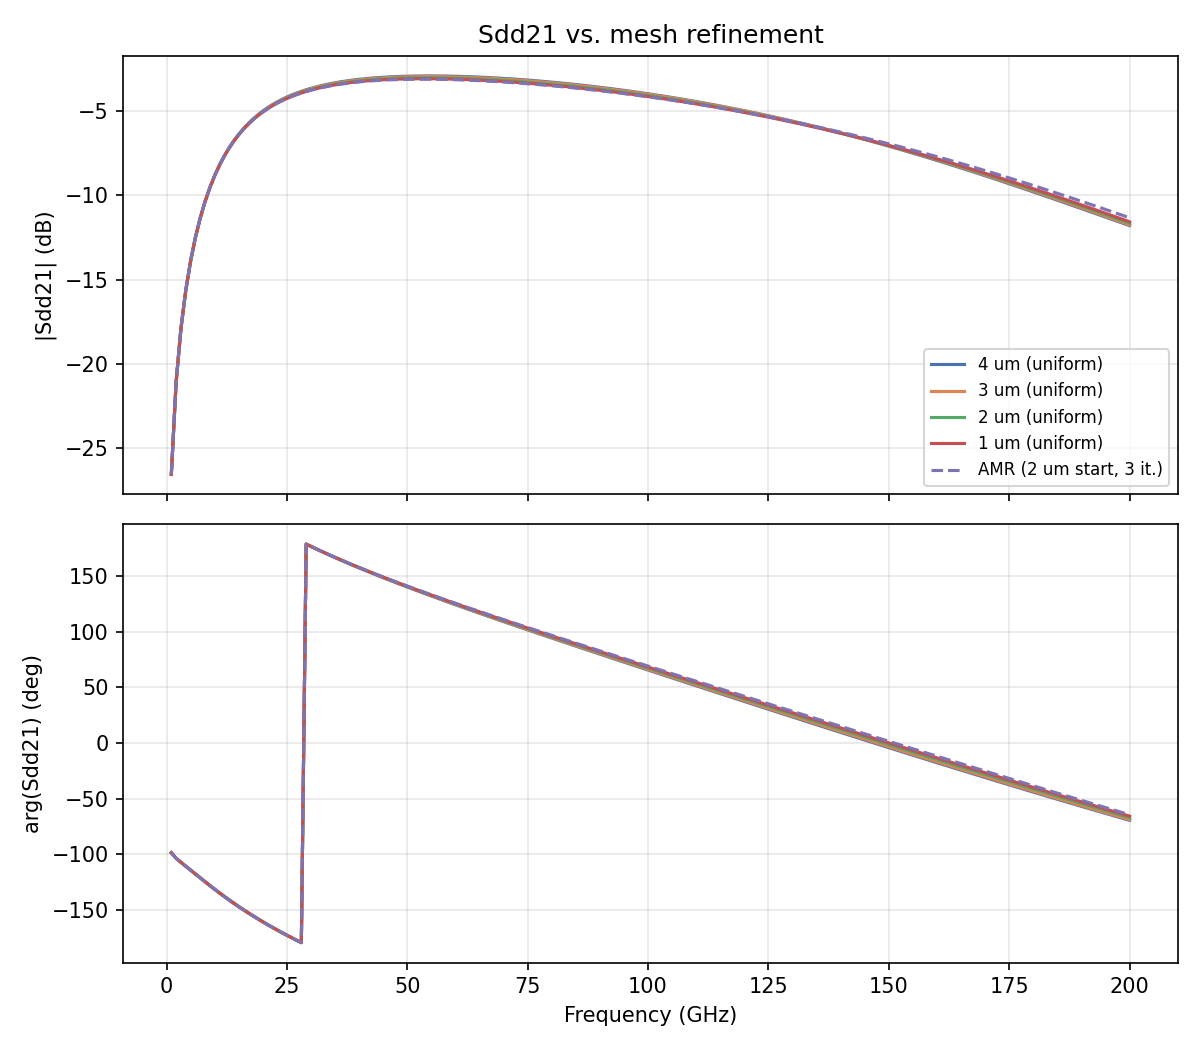 Sdd21 vs. mesh refinement
|Sdd21| (dB)
−5
−10
−15
−20
−25
4 um (uniform)
3 um (uniform)
2 um (uniform)
1 um (uniform)
AMR (2 um start, 3 it.)
arg(Sdd21) (deg)
150
100
50
0
−50
−100
−150
0 25 50 75 100 125 150 175 200
Frequency (GHz)